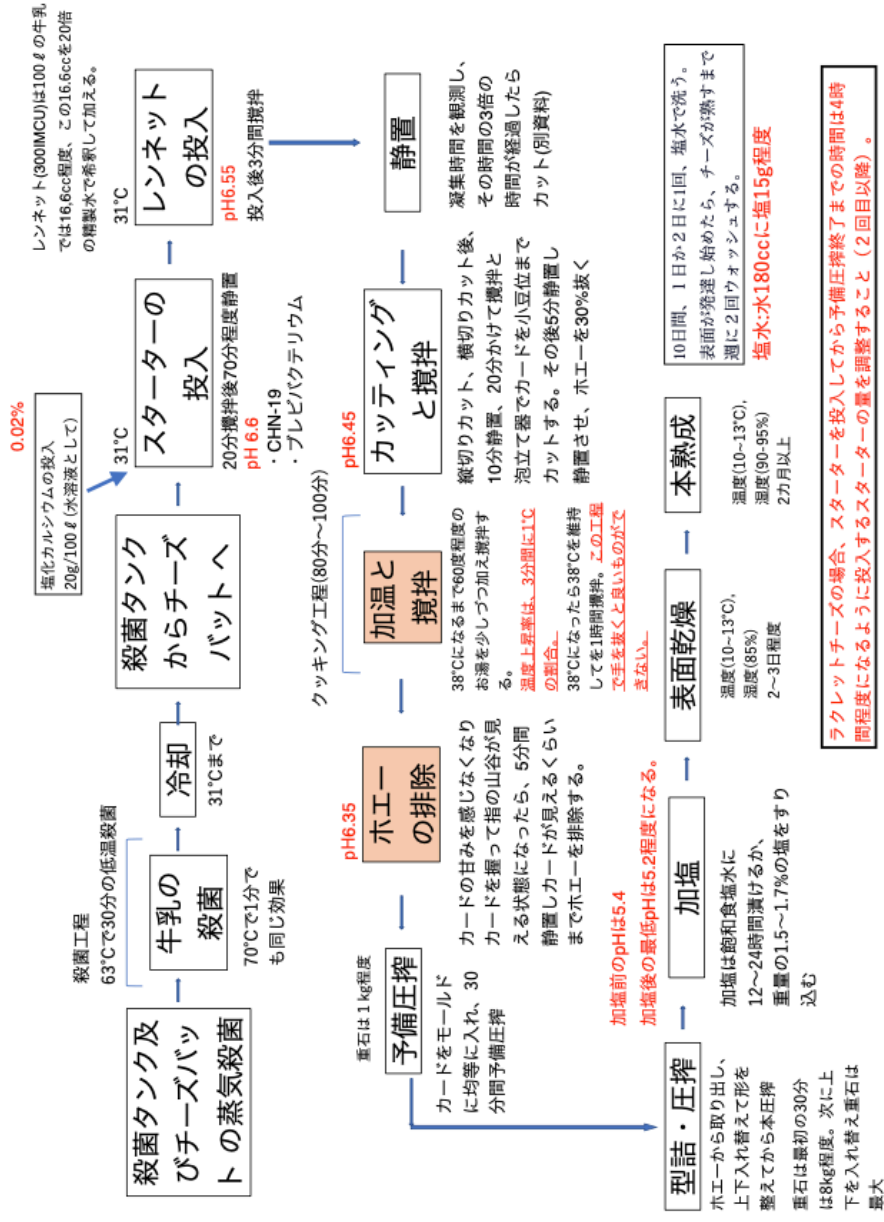 殺菌タンク及
びチーズバッ
トの蒸気殺菌
殺菌工程
63℃で30分の低温殺菌
牛乳の
殺菌
70℃で1分で
も同じ効果
冷却
31℃まで
殺菌タンク
からチーズ
バットへ
0.02%
塩化カルシウムの投入
20g/100ℓ(水溶液として)
31℃
スターターの
投入
20分攪拌後70分程度静置
pH 6.6
・CHN-19
・ブレビバクテリウム
レンネット(300IMCU)は100ℓの牛乳
では16,6cc程度、この16.6ccを20倍
の精製水で希釈して加える。
31℃
レンネット
の投入
pH6.55
投入後3分間攪拌
静置
凝集時間を観測し、
その時間の3倍の
時間が経過したら
カット(別資料)
pH6.45
カッティング
と攪拌
縦切りカット、横切りカット後、
10分静置、20分かけて攪拌と
泡立て器でカードを小豆位まで
カットする。その後5分静置し
静置させ、ホエーを30%抜く
クッキング工程(80分〜100分)
加温と
攪拌
38℃になるまで60度程度の
お湯を少しづつ加え攪拌す
る。
温度上昇率は、3分間に1℃
の割合。
38℃になったら38℃を維持
してを1時間攪拌。この工程
で手を抜くと良いものがで
きない。
pH6.35
ホエー
の排除
カードの甘みを感じなくなり
カードを握って指の山谷が見
える状態になったら、5分間
静置しカードが見えるくらい
までホエーを排除する。
重石は1kg程度
予備圧搾
カードをモールド
に均等に入れ、30
分間予備圧搾
型詰・圧搾
ホエーから取り出し、
上下入れ替えて形を
整えてから本圧搾
重石は最初の30分
は8kg程度。次に上
下を入れ替え重石は
最大
加塩前のpHは5.4
加塩後の最低pHは5.2程度になる。
加塩
加塩は飽和食塩水に
12〜24時間漬けるか、
重量の1.5〜1.7%の塩をすり
込む
表面乾燥
温度(10~13℃),
湿度(85%)
2〜3日程度
本熟成
温度(10~13℃),
湿度(90-95%)
2カ月以上
10日間、1日か2日に1回、塩水で洗う。
表面が発達し始めたら、チーズが熟すまで
週に2回ウォッシュする。
塩水:水180ccに塩15g程度
ラクレットチーズの場合、スターターを投入してから予備圧搾終了までの時間は4時
間程度になるように投入するスターターの量を調整すること（2回目以降）。